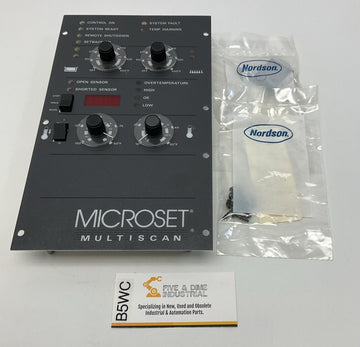 CONTROL ON
SYSTEM FAULT
SYSTEM READY
TEMP WARNING
REMOTE SHUTDOWN
SETBACK
OPEN SENSOR
OVERTEMPERATURE
SHORTED SENSOR
HIGH
OK
LOW
MICROSET®
MULTISCAN
Nordson
Nordson
B5WC
FIVE & DIME
INDUSTRIAL
Specializing in New, Used and Obsolete
Industrial & Automation Parts.